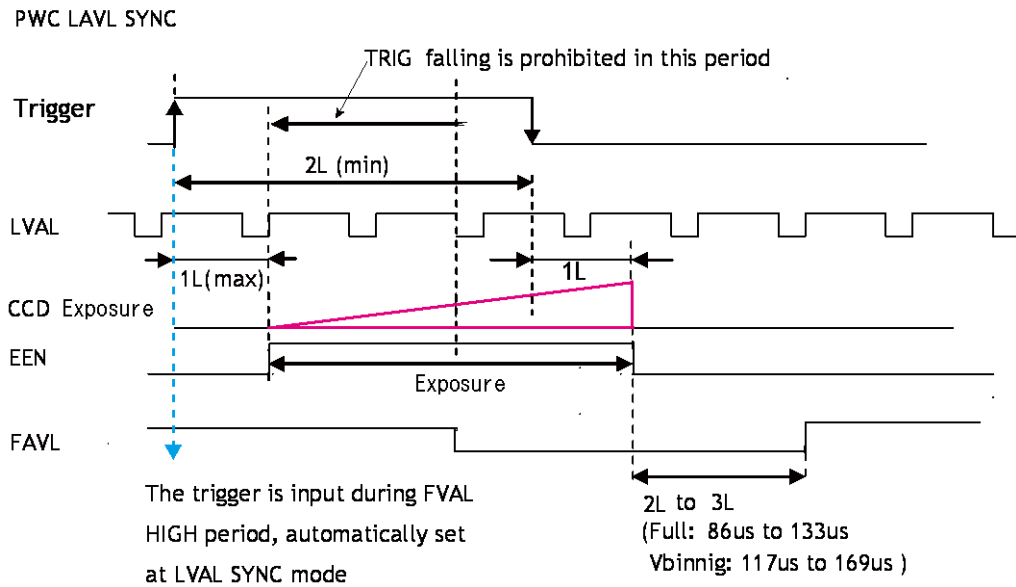 PWC LAVL SYNC
TRIG falling is prohibited in this period
Trigger
2L (min)
LVAL
1L(max)
1L
CCD Exposure
EEN
Exposure
FAVL
The trigger is input during FVAL
HIGH period, automatically set
at LVAL SYNC mode
2L to 3L
(Full: 86us to 133us
Vbinnig: 117us to 169us )